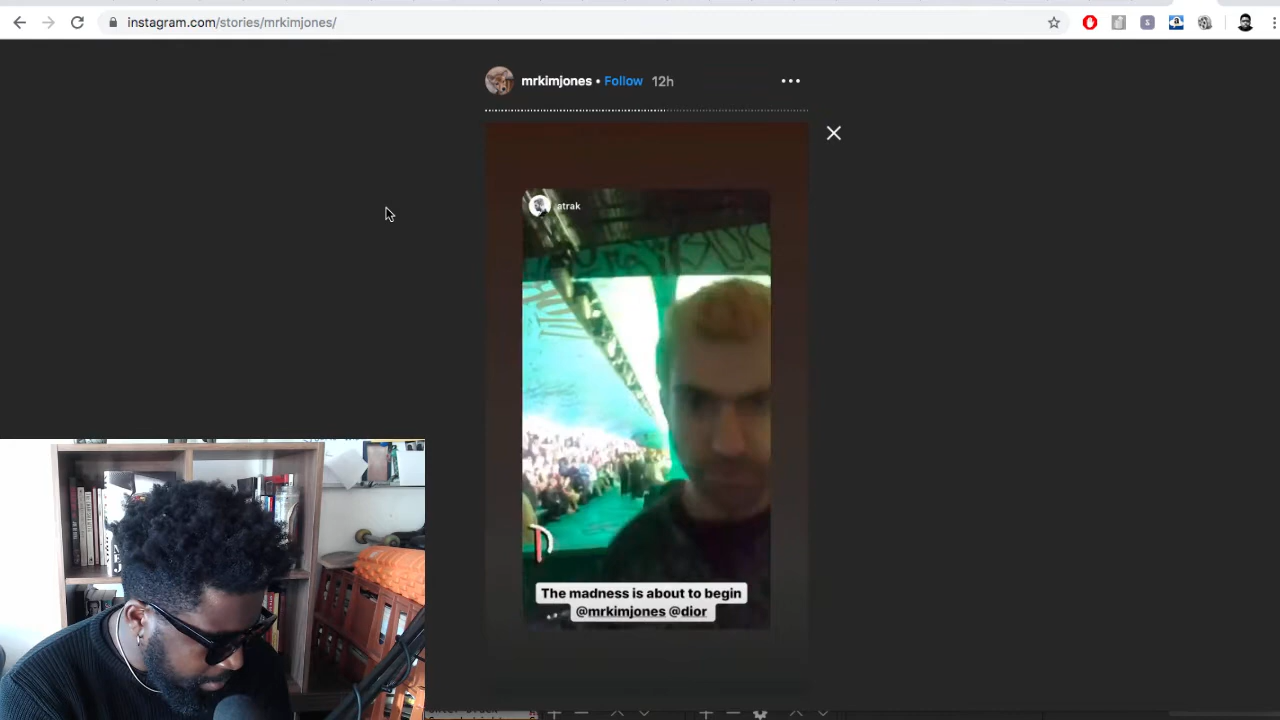 instagram.com/stories/mrkimjones/
mrkimjones • Follow 12h
atrak
The madness is about to begin
@mrkimjones @dior